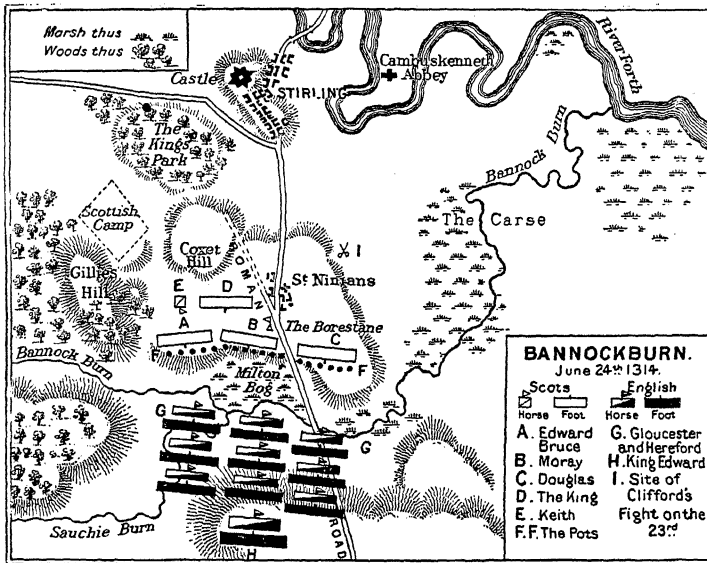 Marsh thus
Woods thus
Castle
STIRLING
Cambuskenneth
Abbey
River Forth
The
Kings
Park
Bannock Burn
The Carse
Scottish
Camp
Coxet
Hill
ROMAN
I
Gillies
Hill
St Ninians
E
D
A
B
The Borestane
C
F
F
Bannock Burn
Milton
Bog
G
G
Sauchie Burn
H
ROAD
BANNOCKBURN.
June 24th 1314.
Scots English
Horse Foot Horse Foot
A. Edward Bruce
B. Moray
C. Douglas
D. The King
E. Keith
F.F. The Pots
G. Gloucester and Hereford
H. King Edward
I. Site of Clifford's Fight on the 23rd